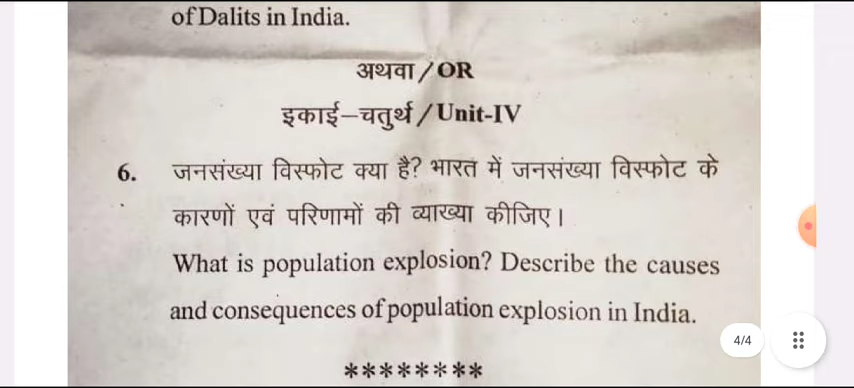 of Dalits in India.
अथवा / OR
इकाई–चतुर्थ / Unit-IV
6. जनसंख्या विस्फोट क्या है? भारत में जनसंख्या विस्फोट के
कारणों एवं परिणामों की व्याख्या कीजिए।
What is population explosion? Describe the causes
and consequences of population explosion in India.
4/4
********